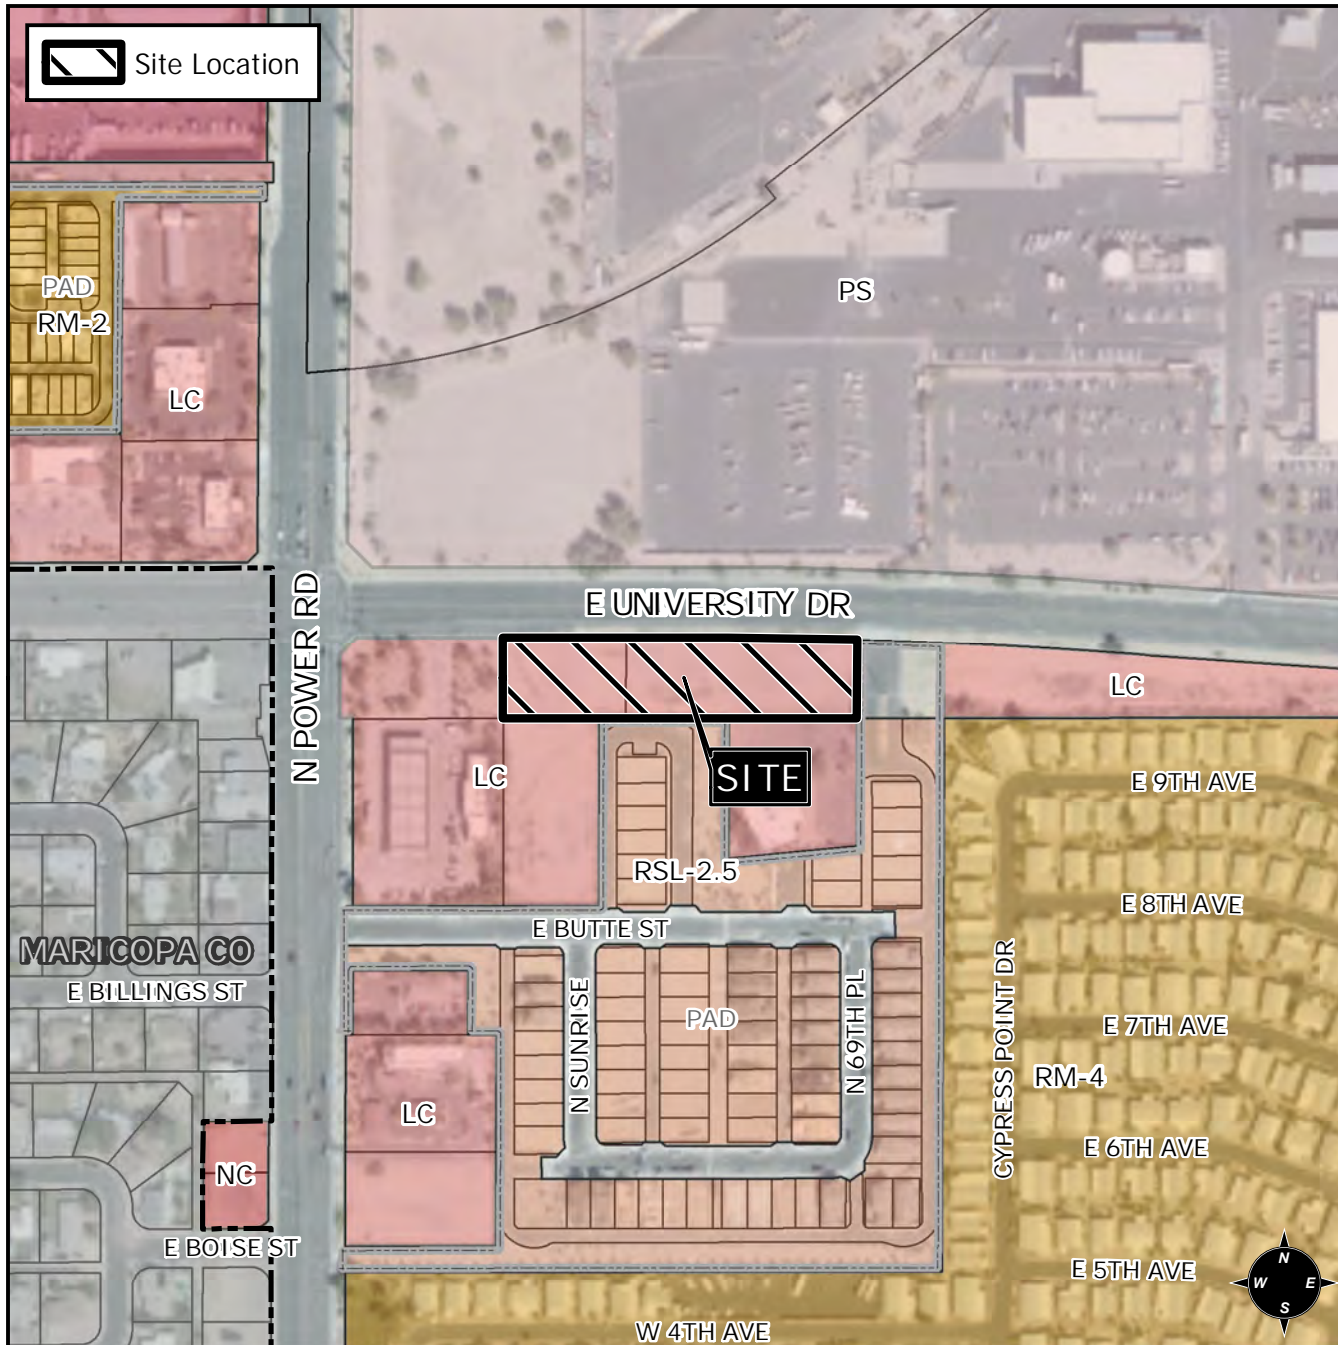 Site Location
PS
PAD
RM-2
LC
E UNIVERSITY DR
N POWER RD
LC
SITE
LC
E 9TH AVE
RSL-2.5
E 8TH AVE
E BUTTE ST
MARICOPA CO
E BILLINGS ST
N SUNRISE
PAD
N 69TH PL
CYPRESS POINT DR
E 7TH AVE
RM-4
LC
E 6TH AVE
NC
E BOISE ST
E 5TH AVE
N
W E
S
W 4TH AVE